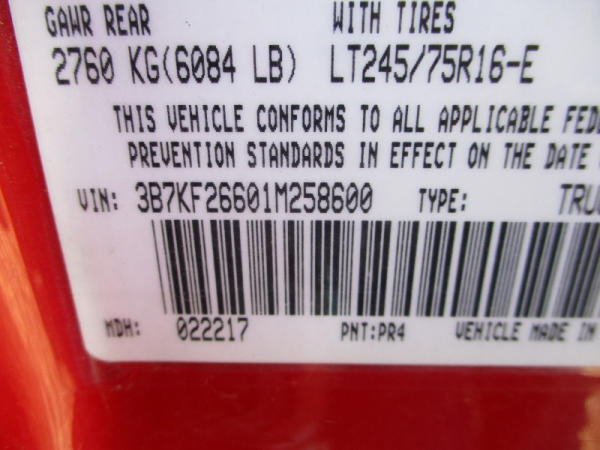 GAWR REAR WITH TIRES
2760 KG(6084 LB) LT245/75R16-E
THIS VEHICLE CONFORMS TO ALL APPLICABLE
PREVENTION STANDARDS IN EFFECT ON THE DATE
VIN: 3B7KF26601M258600 TYPE:
MDH: 022217 PNT:PR4 VEHICLE MADE IN